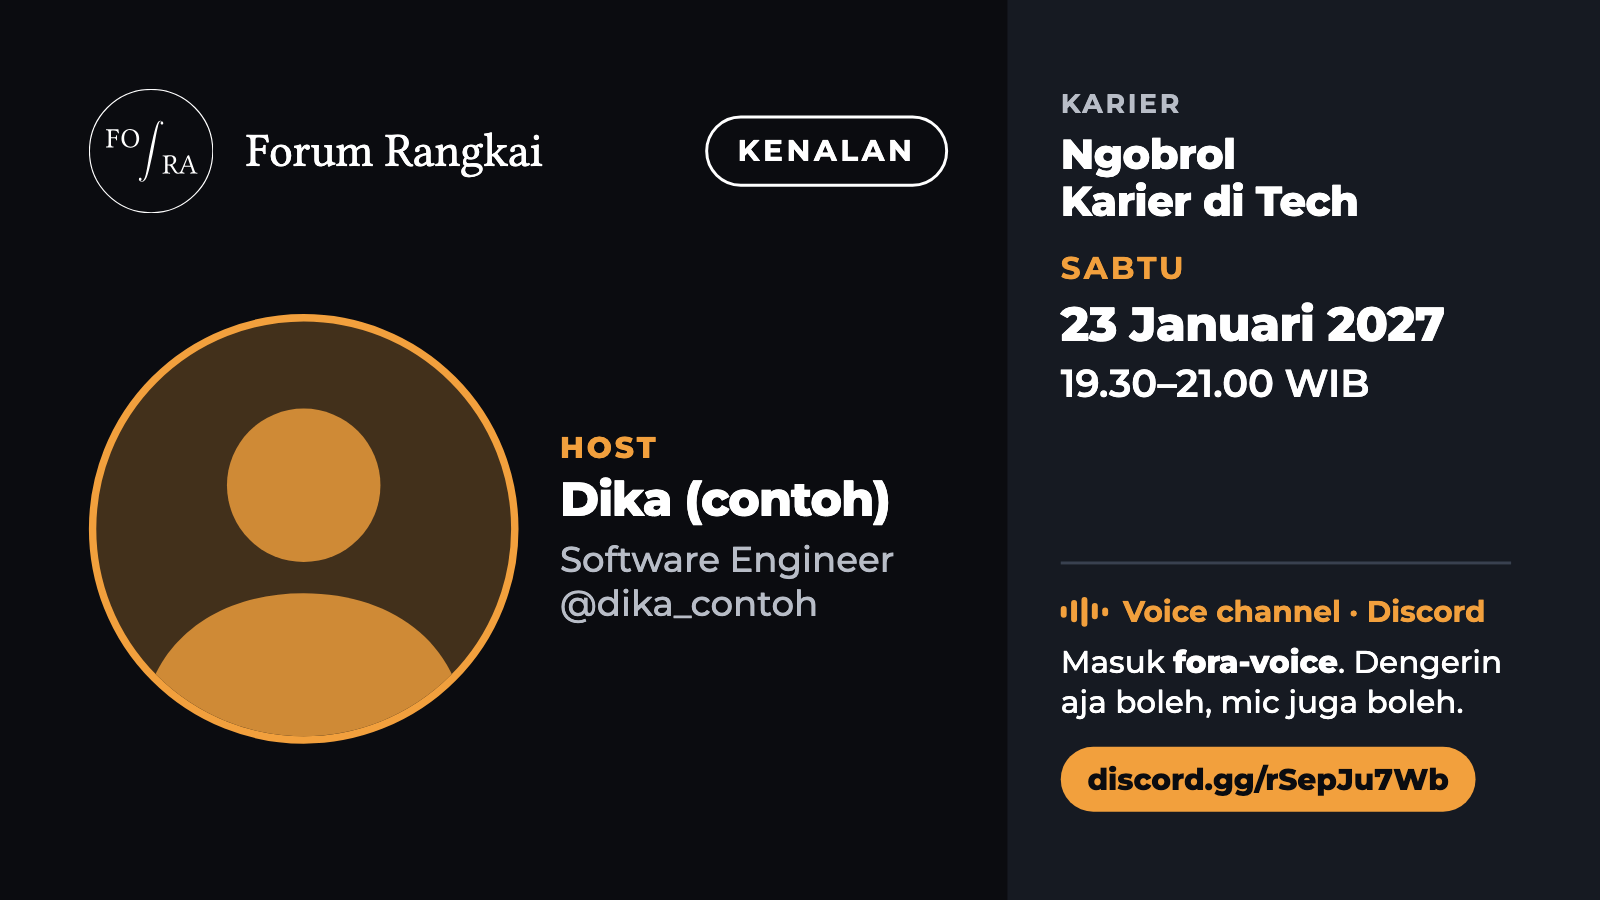 FO
RA
Forum Rangkai
KENALAN
HOST
Dika (contoh)
Software Engineer
@dika_contoh
KARIER
Ngobrol
Karier di Tech
SABTU
23 Januari 2027
19.30–21.00 WIB
Voice channel · Discord
Masuk fora-voice. Dengerin
aja boleh, mic juga boleh.
discord.gg/rSepJu7Wb